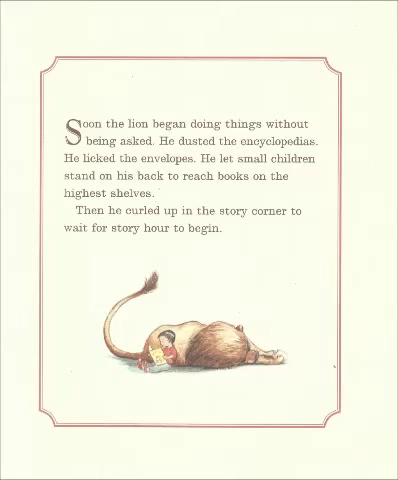 Soon the lion began doing things without
being asked. He dusted the encyclopedias.
He licked the envelopes. He let small children
stand on his back to reach books on the
highest shelves.
Then he curled up in the story corner to
wait for story hour to begin.